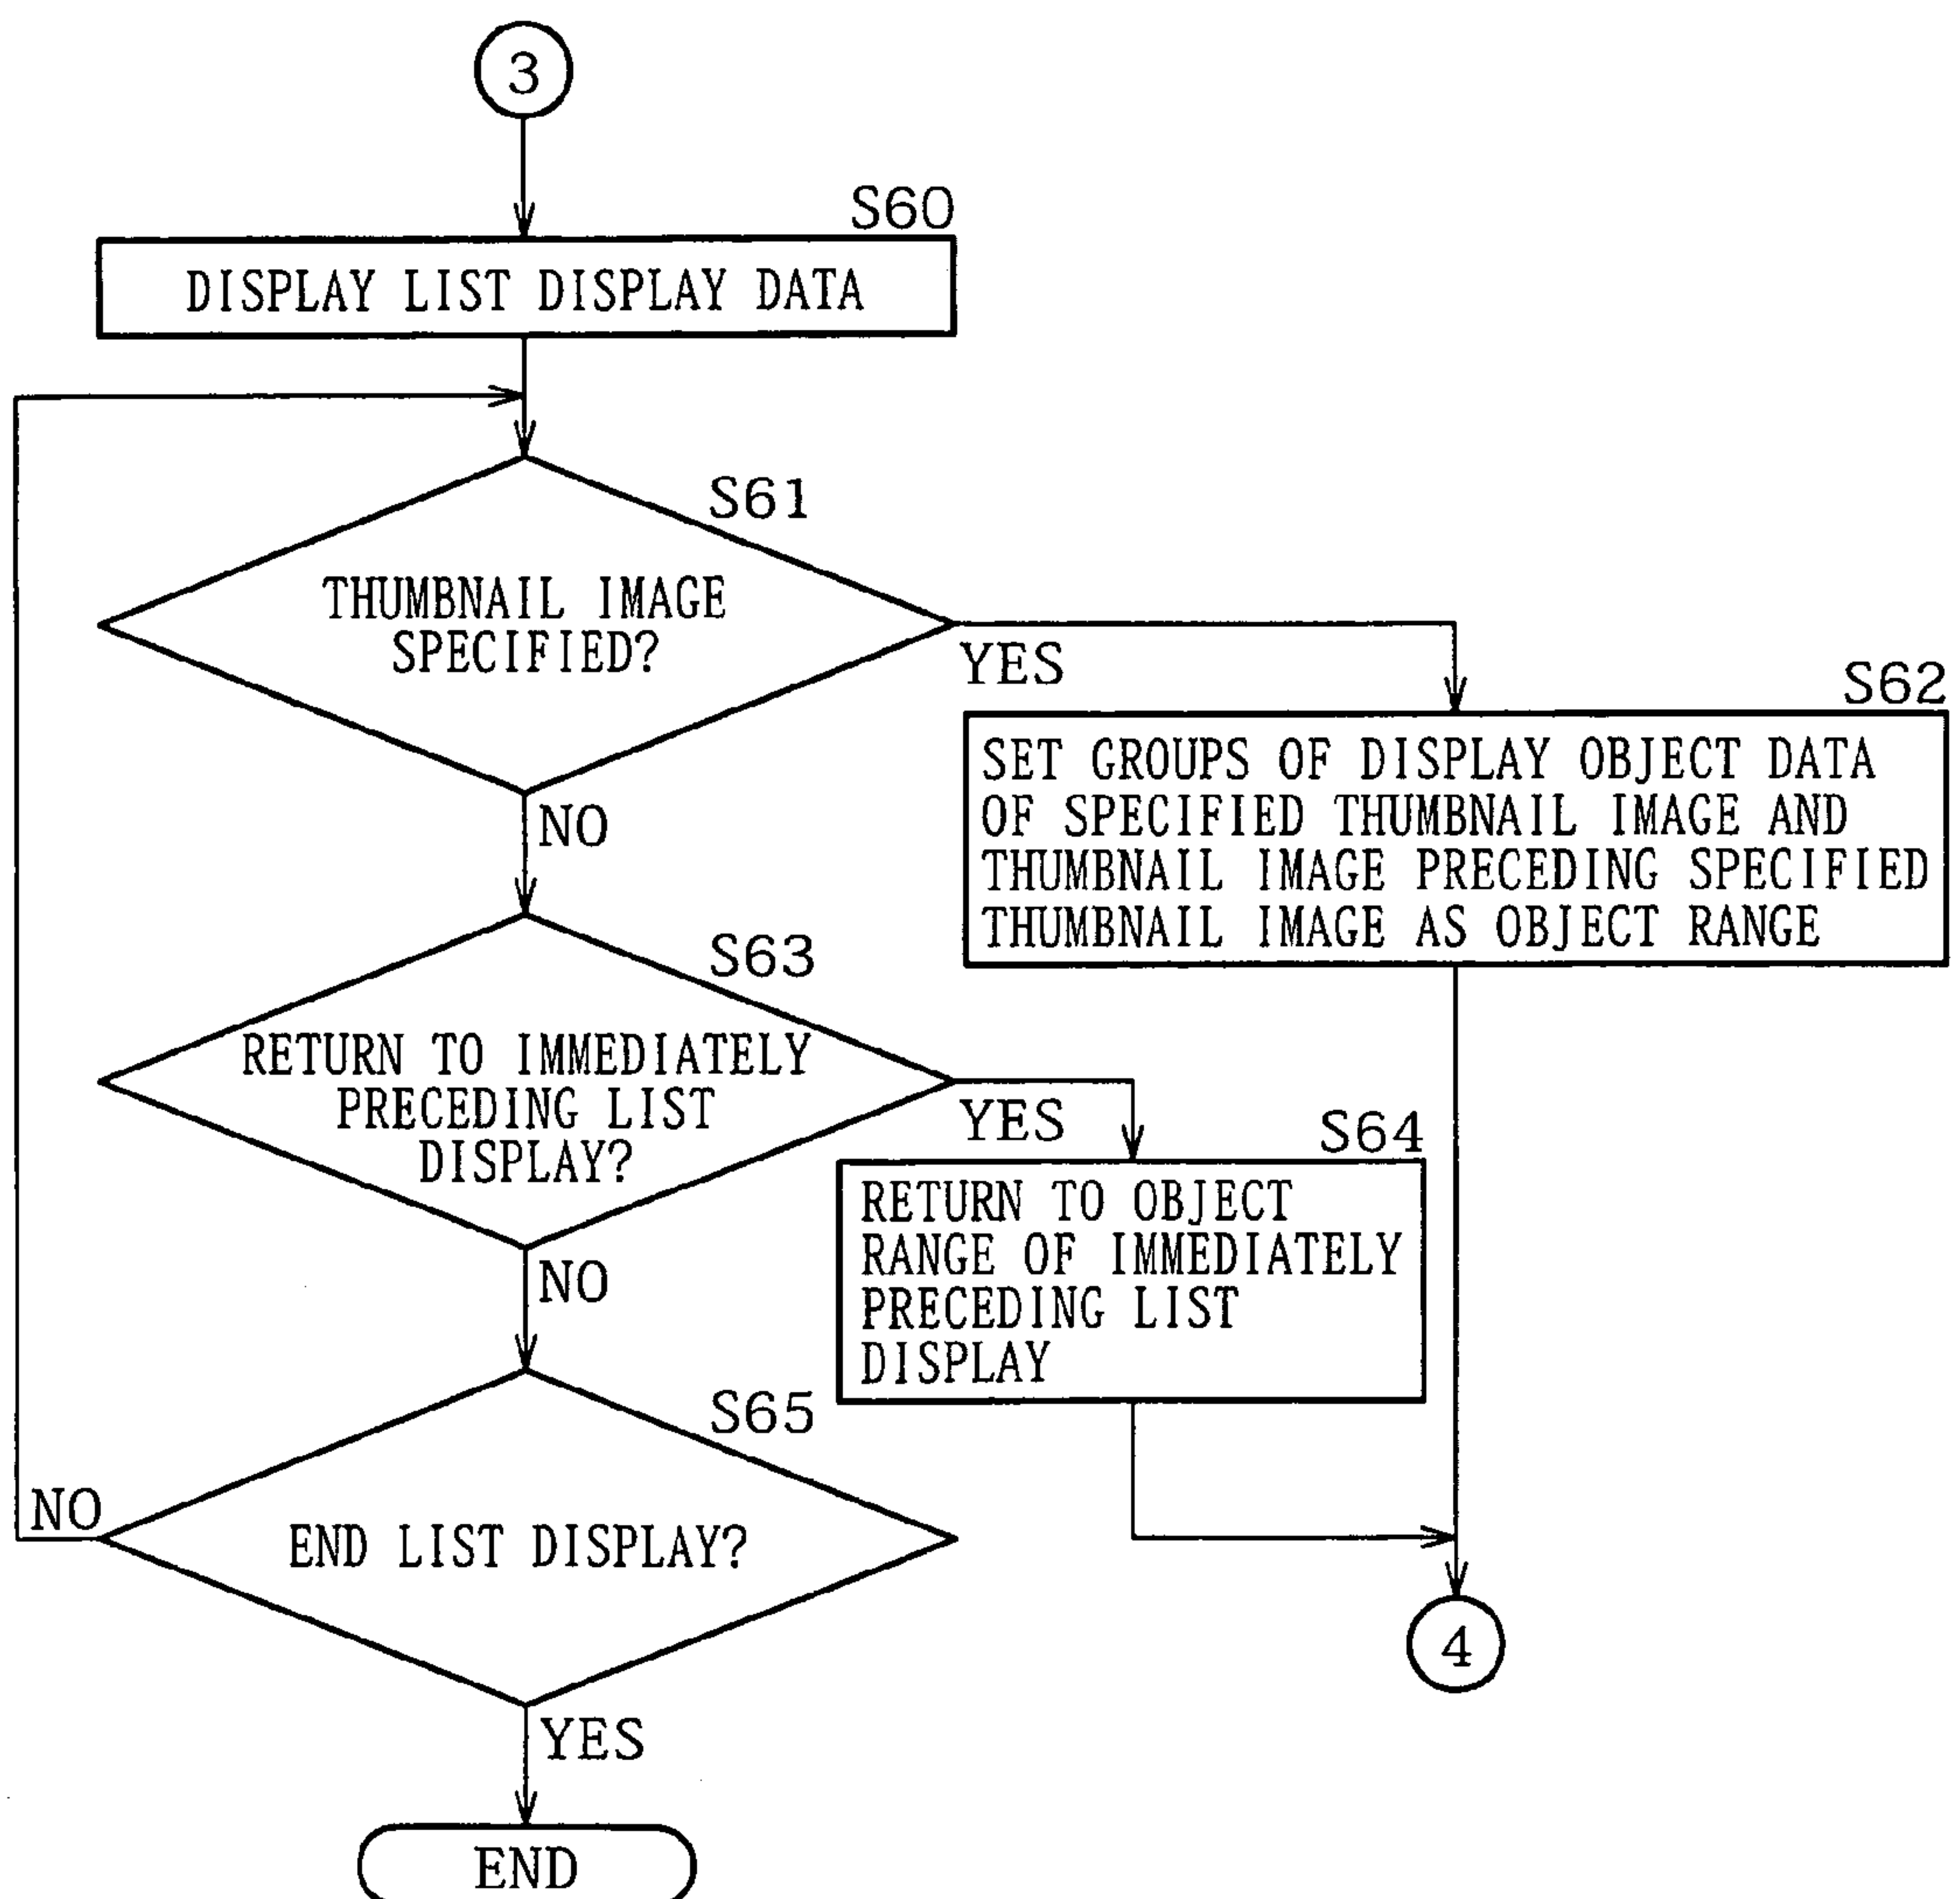 3
S60
DISPLAY LIST DISPLAY DATA
S61
THUMBNAIL IMAGE
SPECIFIED?
YES
S62
SET GROUPS OF DISPLAY OBJECT DATA
OF SPECIFIED THUMBNAIL IMAGE AND
THUMBNAIL IMAGE PRECEDING SPECIFIED
THUMBNAIL IMAGE AS OBJECT RANGE
NO
S63
RETURN TO IMMEDIATELY
PRECEDING LIST
DISPLAY?
YES
S64
RETURN TO OBJECT
RANGE OF IMMEDIATELY
PRECEDING LIST
DISPLAY
NO
S65
END LIST DISPLAY?
NO
4
YES
END